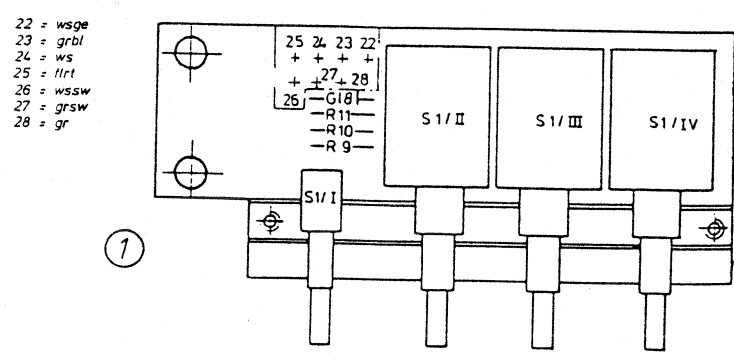 22 = wsge
23 = grbl
24 = ws
25 = flrt
26 = wssw
27 = grsw
28 = gr
25 24 23 22
27 28
26
G18
R11
R10
R9
S1/I
S1/II
S1/III
S1/IV
1